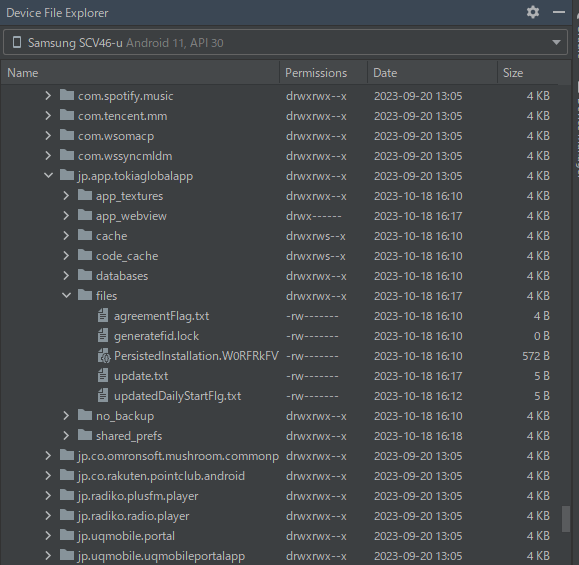 Device File Explorer
Samsung SCV46-u Android 11, API 30
Name Permissions Date Size
com.spotify.music drwxrwx--x 2023-09-20 13:05 4 KB
com.tencent.mm drwxrwx--x 2023-09-20 13:05 4 KB
com.wsomacp drwxrwx--x 2023-09-20 13:05 4 KB
com.wssyncmldm drwxrwx--x 2023-09-20 13:05 4 KB
jp.app.tokiaglobalapp drwxrwx--x 2023-09-20 13:05 4 KB
app_textures drwxrwx--x 2023-10-18 16:10 4 KB
app_webview drwx------ 2023-10-18 16:17 4 KB
cache drwxrws--x 2023-10-18 16:10 4 KB
code_cache drwxrws--x 2023-10-18 16:10 4 KB
databases drwxrwx--x 2023-10-18 16:10 4 KB
files drwxrwx--x 2023-10-18 16:17 4 KB
agreementFlag.txt -rw------- 2023-10-18 16:10 4 B
generatefid.lock -rw------- 2023-10-18 16:10 0 B
PersistedInstallation.W0RFRkFV -rw------- 2023-10-18 16:10 572 B
update.txt -rw------- 2023-10-18 16:17 5 B
updatedDailyStartFlg.txt -rw------- 2023-10-18 16:12 5 B
no_backup drwxrwx--x 2023-10-18 16:10 4 KB
shared_prefs drwxrwx--x 2023-10-18 16:18 4 KB
jp.co.omronsoft.mushroom.commonp drwxrwx--x 2023-09-20 13:05 4 KB
jp.co.rakuten.pointclub.android drwxrwx--x 2023-09-20 13:05 4 KB
jp.radiko.plusfm.player drwxrwx--x 2023-09-20 13:05 4 KB
jp.radiko.radio.player drwxrwx--x 2023-09-20 13:05 4 KB
jp.uqmobile.portal drwxrwx--x 2023-09-20 13:05 4 KB
jp.uqmobile.uqmobileportalapp drwxrwx--x 2023-09-20 13:05 4 KB